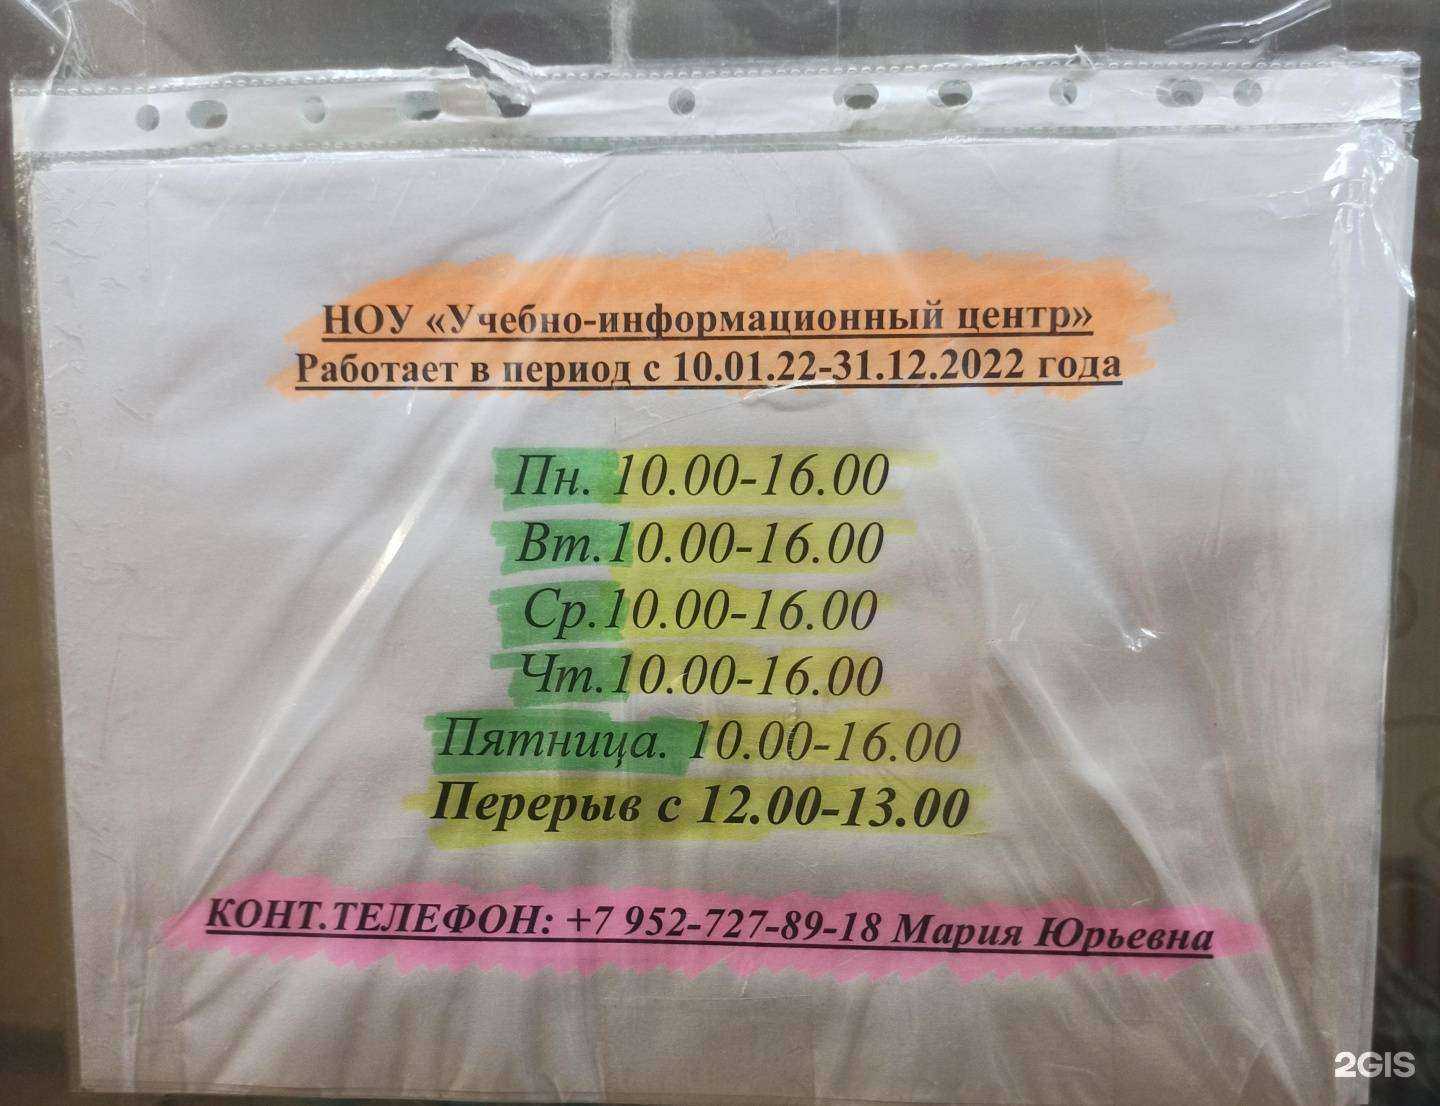 НОУ «Учебно-информационный центр»
Работает в период с 10.01.22-31.12.2022 года
Пн. 10.00-16.00
Вт.10.00-16.00
Ср.10.00-16.00
Чт.10.00-16.00
Пятница. 10.00-16.00
Перерыв с 12.00-13.00
КОНТ.ТЕЛЕФОН: +7 952-727-89-18 Мария Юрьевна
2GIS